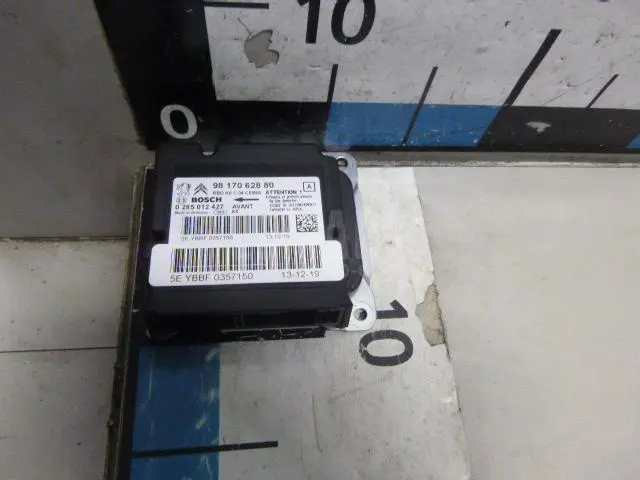 10
0
98 170 628 80
ATTENTION !
A
BOSCH
0 285 012 427
AVANT
Made in Germany
5E YBBF 0357150 13-12-19
5E YBBF 0357150 13-12-19
10